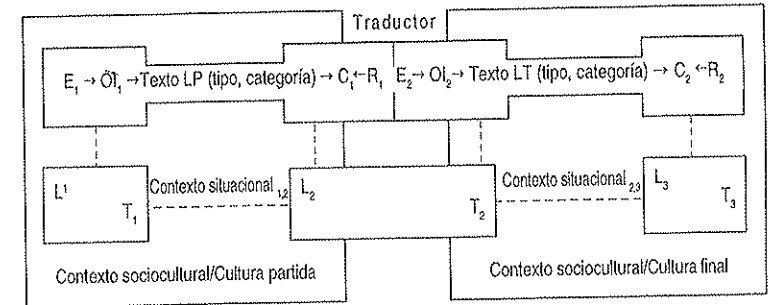 Traductor
E₁ → OI₁ → Texto LP (tipo, categoría) → C₁ ← R₁ E₂ → OI₂ → Texto LT (tipo, categoría) → C₂ ← R₂
L¹ Contexto situacional 1,2 L₂ Contexto situacional 2,3 L₃
T₁ T₂ T₃
Contexto sociocultural/Cultura partida Contexto sociocultural/Cultura final